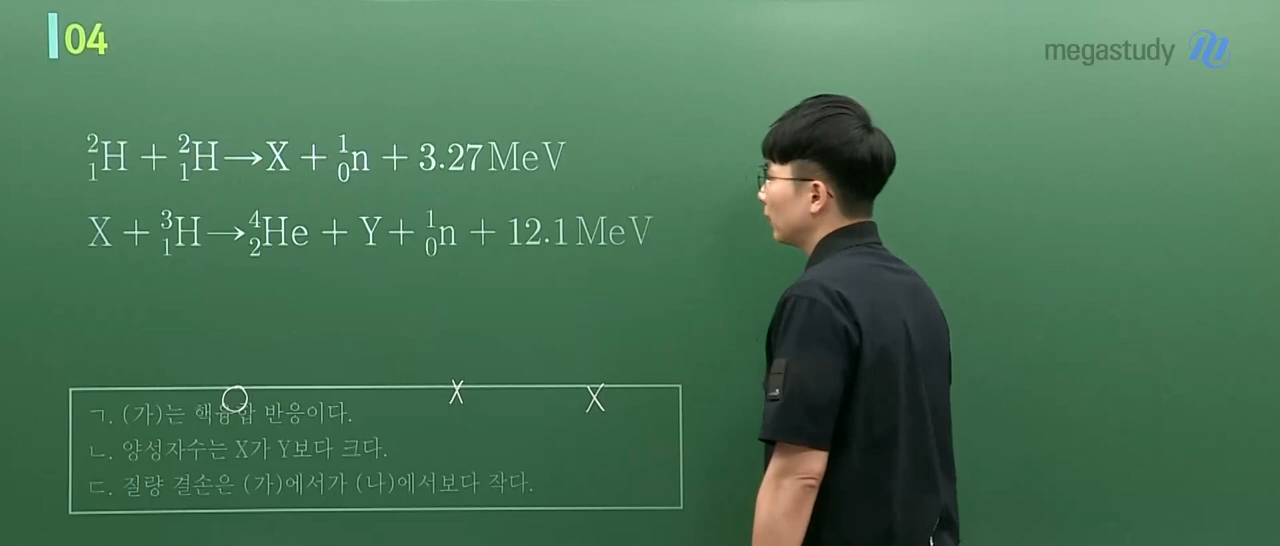 04
megastudy
²₁H + ²₁H → X + ¹₀n + 3.27 MeV
X + ³₁H → ⁴₂He + Y + ¹₀n + 12.1 MeV
○ X X
ㄱ. (가)는 핵융합 반응이다.
ㄴ. 양성자수는 X가 Y보다 크다.
ㄷ. 질량 결손은 (가)에서가 (나)에서보다 작다.